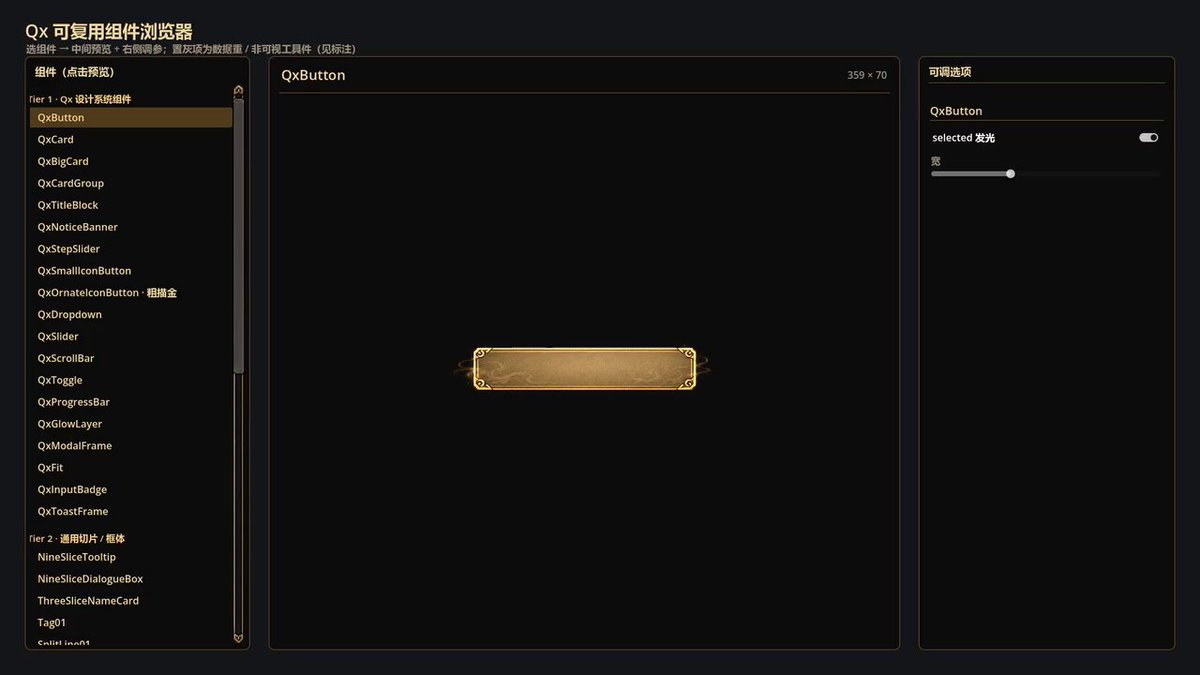 Qx 可复用组件浏览器
选组件 → 中间预览 + 右侧调参；置灰项为数据重 / 非可视工具件（见标注）
组件（点击预览）
Tier 1 · Qx 设计系统组件
QxButton
QxCard
QxBigCard
QxCardGroup
QxTitleBlock
QxNoticeBanner
QxStepSlider
QxSmallIconButton
QxOrnateIconButton · 粗描金
QxDropdown
QxSlider
QxScrollBar
QxToggle
QxProgressBar
QxGlowLayer
QxModalFrame
QxFit
QxInputBadge
QxToastFrame
Tier 2 · 通用切片 / 框体
NineSliceTooltip
NineSliceDialogueBox
ThreeSliceNameCard
Tag01
SplitLine01
QxButton
359 × 70
可调选项
QxButton
selected 发光
宽